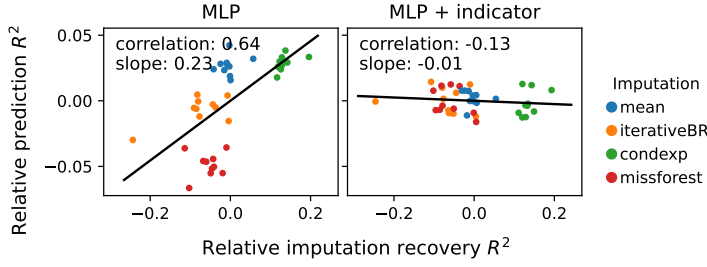 MLP
MLP + indicator
Relative prediction R²
0.05
0.00
−0.05
correlation: 0.64
slope: 0.23
correlation: -0.13
slope: -0.01
Imputation
mean
iterativeBR
condexp
missforest
−0.2 0.0 0.2
−0.2 0.0 0.2
Relative imputation recovery R²